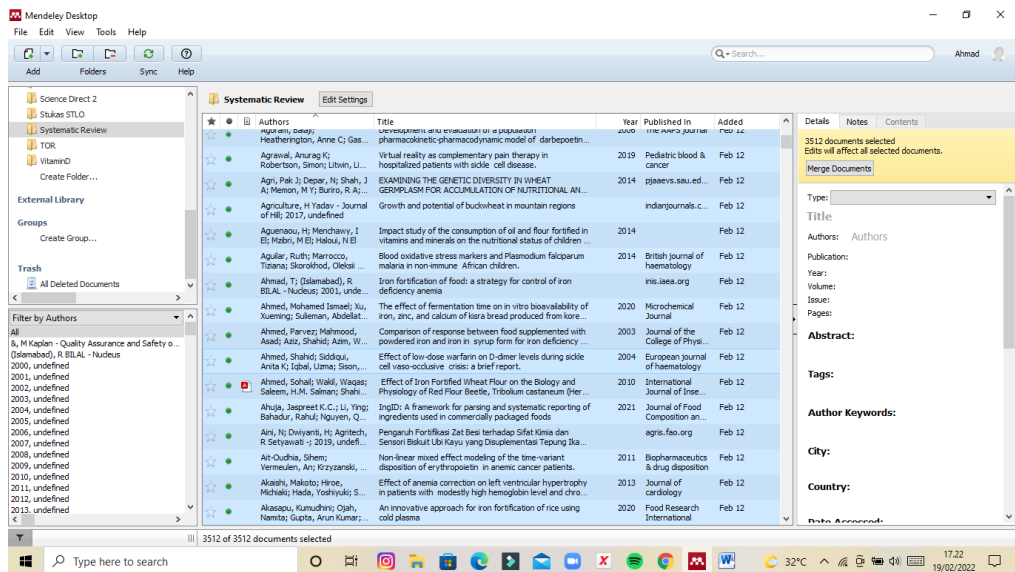 Mendeley Desktop
File Edit View Tools Help
Search...
Ahmad
Add Folders Sync Help
Science Direct 2
Stukas STLO
Systematic Review
TOR
VitaminD
Create Folder...
External Library
Groups
Create Group...
Trash
All Deleted Documents
Filter by Authors
All
&, M Kaplan - Quality Assurance and Safety o...
(Islamabad), R BILAL - Nucleus
2000, undefined
2001, undefined
2002, undefined
2003, undefined
2004, undefined
2005, undefined
2006, undefined
2007, undefined
2008, undefined
2009, undefined
2010, undefined
2011, undefined
2012, undefined
2013, undefined
Systematic Review Edit Settings
Authors Title Year Published In Added
Agoram, Balaji; Development and evaluation of a population 2006 The AAPS journal Feb 12
Heatherington, Anne C; Gas... pharmacokinetic-pharmacodynamic model of darbepoetin...
Agrawal, Anurag K; Virtual reality as complementary pain therapy in 2019 Pediatric blood & Feb 12
Robertson, Simon; Litwin, Li... hospitalized patients with sickle cell disease. cancer
Agri, Pak J; Depar, N; Shah, J EXAMINING THE GENETIC DIVERSITY IN WHEAT 2014 pjaaevs.sau.ed... Feb 12
A; Memon, M Y; Buriro, R A;... GERMPLASM FOR ACCUMULATION OF NUTRITIONAL AN...
Agriculture, H Yadav - Journal Growth and potential of buckwheat in mountain regions indianjournals.c... Feb 12
of Hill; 2017, undefined
Aguenaou, H; Menchawy, I Impact study of the consumption of oil and flour fortified in 2014 Feb 12
El; Mzibri, M El; Haloui, N El vitamins and minerals on the nutritional status of children ...
Aguilar, Ruth; Marrocco, Blood oxidative stress markers and Plasmodium falciparum 2014 British journal of Feb 12
Tiziana; Skorokhod, Oleksii ... malaria in non-immune African children. haematology
Ahmad, T; (Islamabad), R Iron fortification of food: a strategy for control of iron inis.iaea.org Feb 12
BILAL - Nucleus; 2001, unde... deficiency anemia
Ahmed, Mohamed Ismael; Xu, The effect of fermentation time on in vitro bioavailability of 2020 Microchemical Feb 12
Xueming; Sulieman, Abdellat... iron, zinc, and calcium of kisra bread produced from kore... Journal
Ahmed, Parvez; Mahmood, Comparison of response between food supplemented with 2003 Journal of the Feb 12
Asad; Aziz, Shahid; Azim, W... powdered iron and iron in syrup form for iron deficiency ... College of Physi...
Ahmed, Shahid; Siddiqui, Effect of low-dose warfarin on D-dimer levels during sickle 2004 European journal Feb 12
Anita K; Iqbal, Uzma; Sison,... cell vaso-occlusive crisis: a brief report. of haematology
Ahmed, Sohail; Wakil, Waqas; Effect of Iron Fortified Wheat Flour on the Biology and 2010 International Feb 12
Saleem, H.M. Salman; Shahi... Physiology of Red Flour Beetle, Tribolium castaneum (Her... Journal of Inse...
Ahuja, Jaspreet K.C.; Li, Ying; IngID: A framework for parsing and systematic reporting of 2021 Journal of Food Feb 12
Bahadur, Rahul; Nguyen, Q... ingredients used in commercially packaged foods Composition an...
Aini, N; Dwiyanti, H; Agritech, Pengaruh Fortifikasi Zat Besi terhadap Sifat Kimia dan agris.fao.org Feb 12
R Setyawati -; 2019, undefi... Sensori Biskuit Ubi Kayu yang Disuplementasi Tepung Ika...
Ait-Oudhia, Sihem; Non-linear mixed effect modeling of the time-variant 2011 Biopharmaceutics Feb 12
Vermeulen, An; Krzyzanski, ... disposition of erythropoietin in anemic cancer patients. & drug disposition
Akaishi, Makoto; Hiroe, Effect of anemia correction on left ventricular hypertrophy 2013 Journal of Feb 12
Michiaki; Hada, Yoshiyuki; S... in patients with modestly high hemoglobin level and chro... cardiology
Akasapu, Kumudhini; Ojah, An innovative approach for iron fortification of rice using 2020 Food Research Feb 12
Namita; Gupta, Arun Kumar;... cold plasma International
3512 of 3512 documents selected
Details Notes Contents
3512 documents selected
Edits will affect all selected documents.
Merge Documents
Type:
Title
Authors: Authors
Publication:
Year:
Volume:
Issue:
Pages:
Abstract:
Tags:
Author Keywords:
City:
Country:
Date Accessed:
Type here to search
32°C
17.22
19/02/2022